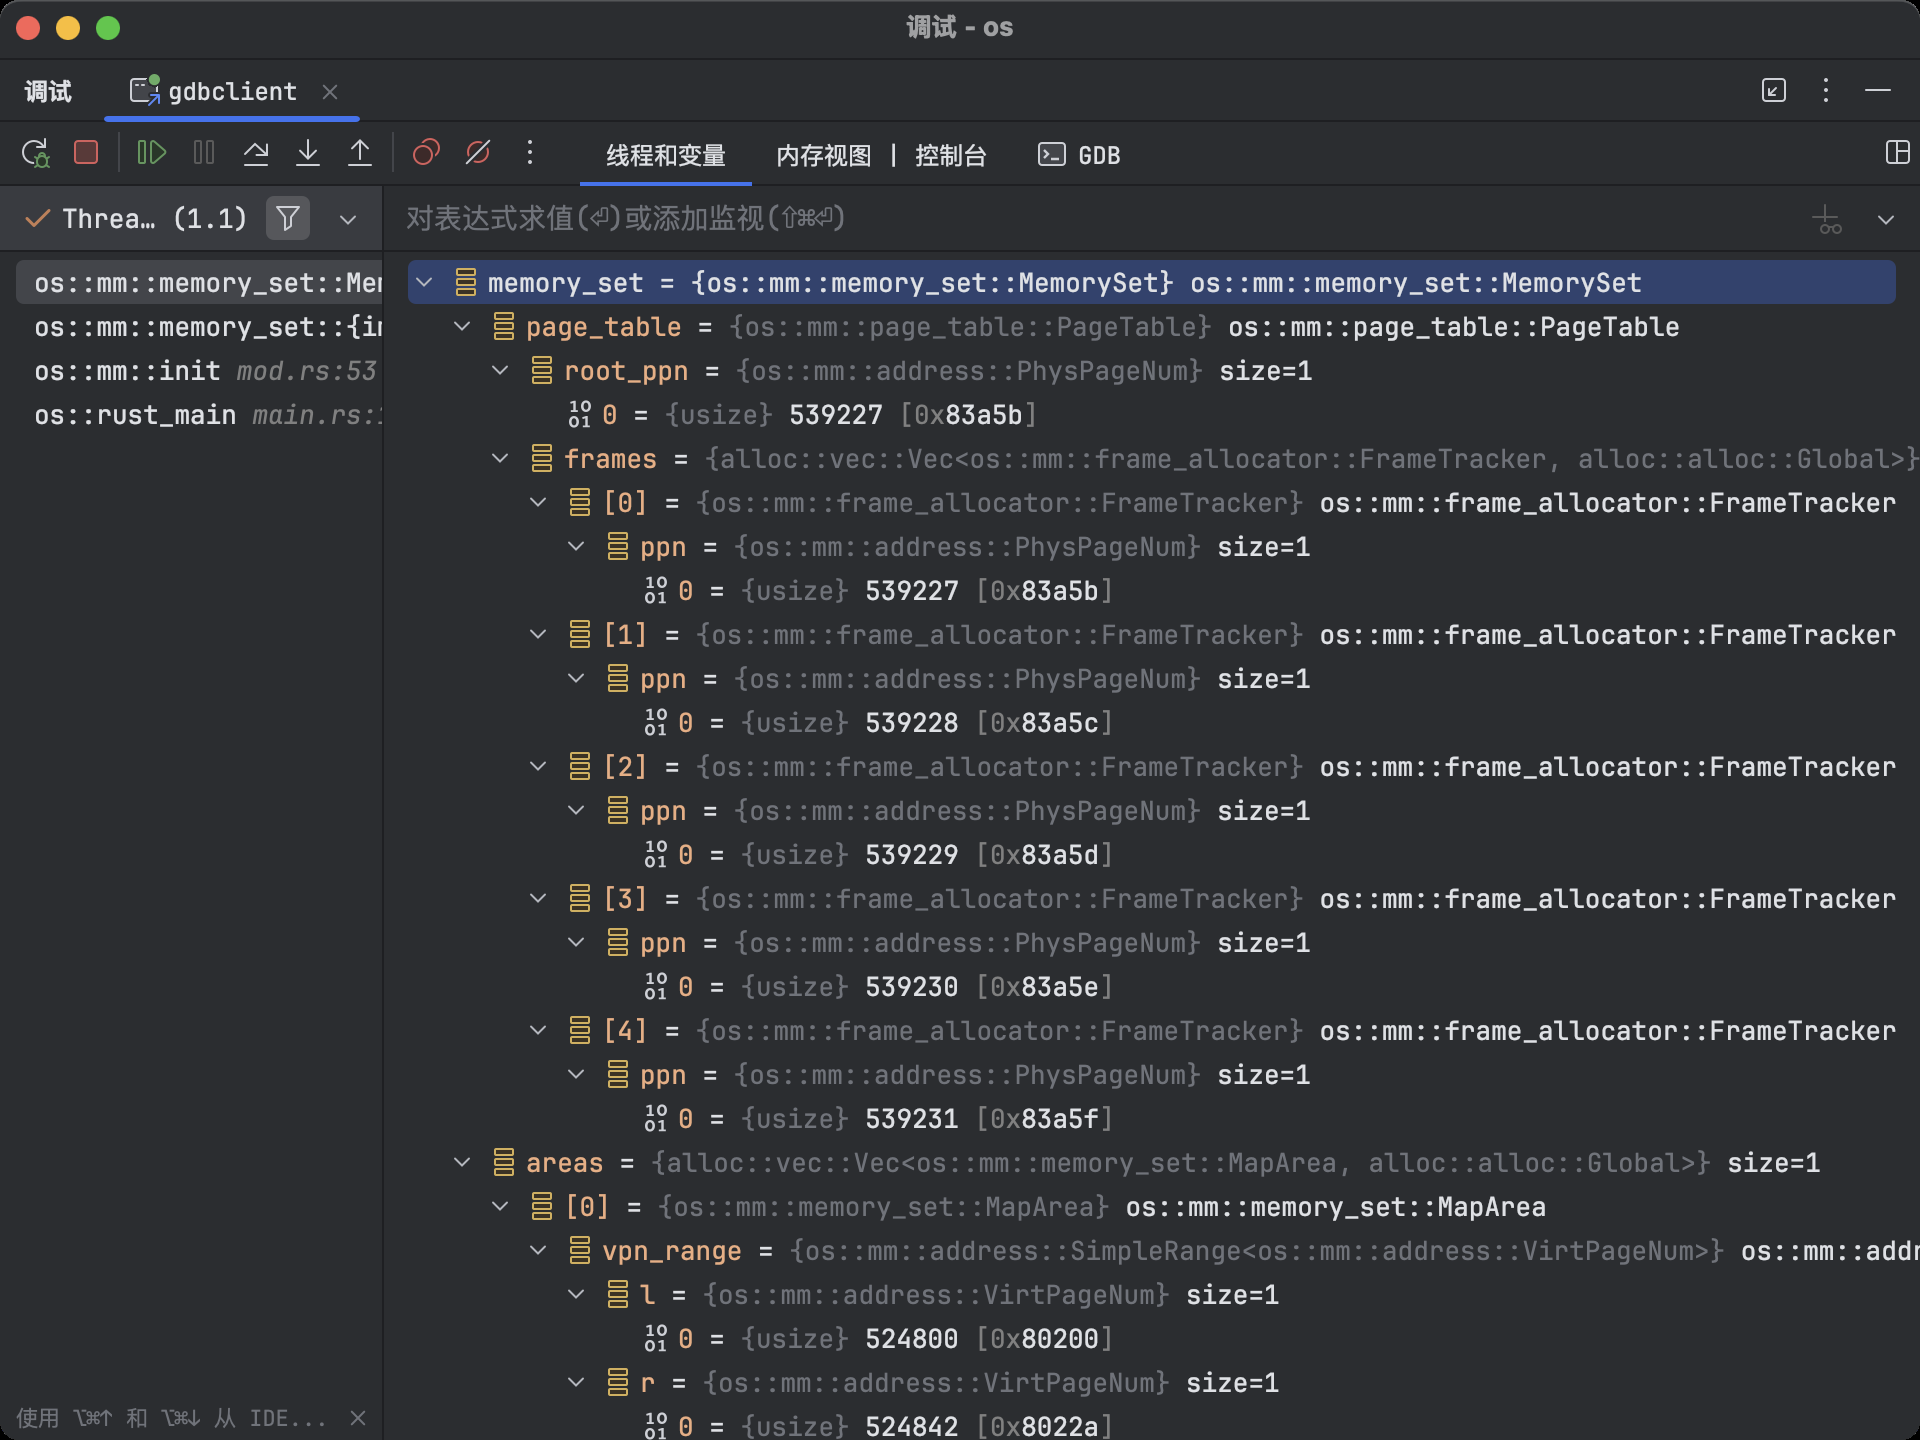 调试 - os
调试 gdbclient
线程和变量 内存视图 | 控制台 GDB
Threa… (1.1)
对表达式求值(⏎)或添加监视(⇧⌘⏎)
os::mm::memory_set::Me
os::mm::memory_set::{i
os::mm::init mod.rs:53
os::rust_main main.rs:
memory_set = {os::mm::memory_set::MemorySet} os::mm::memory_set::MemorySet
page_table = {os::mm::page_table::PageTable} os::mm::page_table::PageTable
root_ppn = {os::mm::address::PhysPageNum} size=1
0 = {usize} 539227 [0x83a5b]
frames = {alloc::vec::Vec<os::mm::frame_allocator::FrameTracker, alloc::alloc::Global>}
[0] = {os::mm::frame_allocator::FrameTracker} os::mm::frame_allocator::FrameTracker
ppn = {os::mm::address::PhysPageNum} size=1
0 = {usize} 539227 [0x83a5b]
[1] = {os::mm::frame_allocator::FrameTracker} os::mm::frame_allocator::FrameTracker
ppn = {os::mm::address::PhysPageNum} size=1
0 = {usize} 539228 [0x83a5c]
[2] = {os::mm::frame_allocator::FrameTracker} os::mm::frame_allocator::FrameTracker
ppn = {os::mm::address::PhysPageNum} size=1
0 = {usize} 539229 [0x83a5d]
[3] = {os::mm::frame_allocator::FrameTracker} os::mm::frame_allocator::FrameTracker
ppn = {os::mm::address::PhysPageNum} size=1
0 = {usize} 539230 [0x83a5e]
[4] = {os::mm::frame_allocator::FrameTracker} os::mm::frame_allocator::FrameTracker
ppn = {os::mm::address::PhysPageNum} size=1
0 = {usize} 539231 [0x83a5f]
areas = {alloc::vec::Vec<os::mm::memory_set::MapArea, alloc::alloc::Global>} size=1
[0] = {os::mm::memory_set::MapArea} os::mm::memory_set::MapArea
vpn_range = {os::mm::address::SimpleRange<os::mm::address::VirtPageNum>} os::mm::addr
l = {os::mm::address::VirtPageNum} size=1
0 = {usize} 524800 [0x80200]
r = {os::mm::address::VirtPageNum} size=1
0 = {usize} 524842 [0x8022a]
使用 ⌥⌘↑ 和 ⌥⌘↓ 从 IDE...